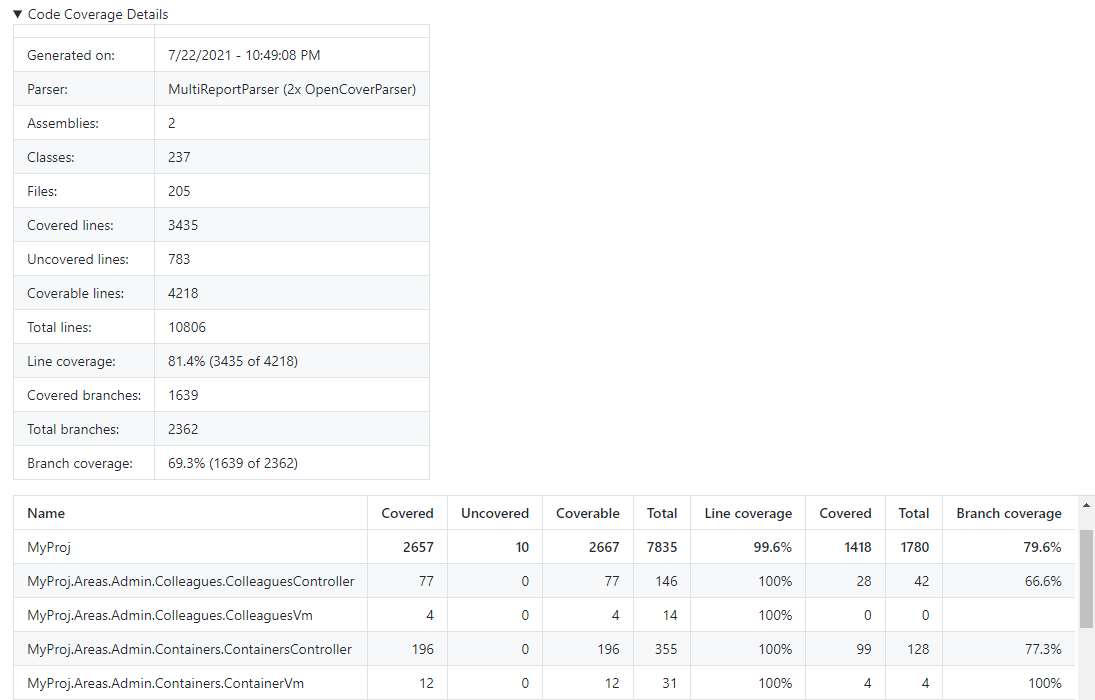 ▼ Code Coverage Details
Generated on: 7/22/2021 - 10:49:08 PM
Parser: MultiReportParser (2x OpenCoverParser)
Assemblies: 2
Classes: 237
Files: 205
Covered lines: 3435
Uncovered lines: 783
Coverable lines: 4218
Total lines: 10806
Line coverage: 81.4% (3435 of 4218)
Covered branches: 1639
Total branches: 2362
Branch coverage: 69.3% (1639 of 2362)
Name Covered Uncovered Coverable Total Line coverage Covered Total Branch coverage
MyProj 2657 10 2667 7835 99.6% 1418 1780 79.6%
MyProj.Areas.Admin.Colleagues.ColleaguesController 77 0 77 146 100% 28 42 66.6%
MyProj.Areas.Admin.Colleagues.ColleaguesVm 4 0 4 14 100% 0 0
MyProj.Areas.Admin.Containers.ContainersController 196 0 196 355 100% 99 128 77.3%
MyProj.Areas.Admin.Containers.ContainerVm 12 0 12 31 100% 4 4 100%